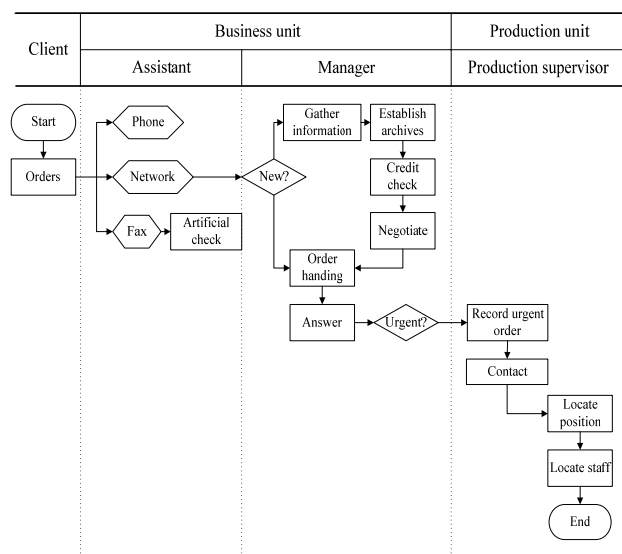 Client
Business unit
Production unit
Assistant
Manager
Production supervisor
Start
Orders
Phone
Network
Fax
Artificial
check
New?
Gather
information
Establish
archives
Credit
check
Negotiate
Order
handing
Answer
Urgent?
Record urgent
order
Contact
Locate
position
Locate staff
End